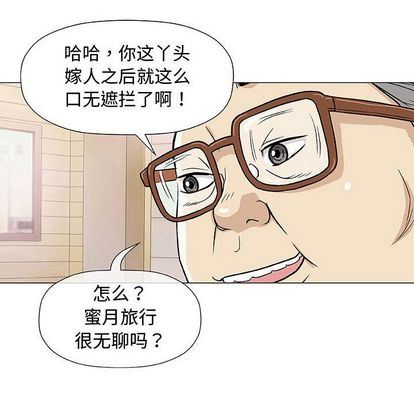 哈哈，你这丫头
嫁人之后就这么
口无遮拦了啊！
怎么？
蜜月旅行
很无聊吗？